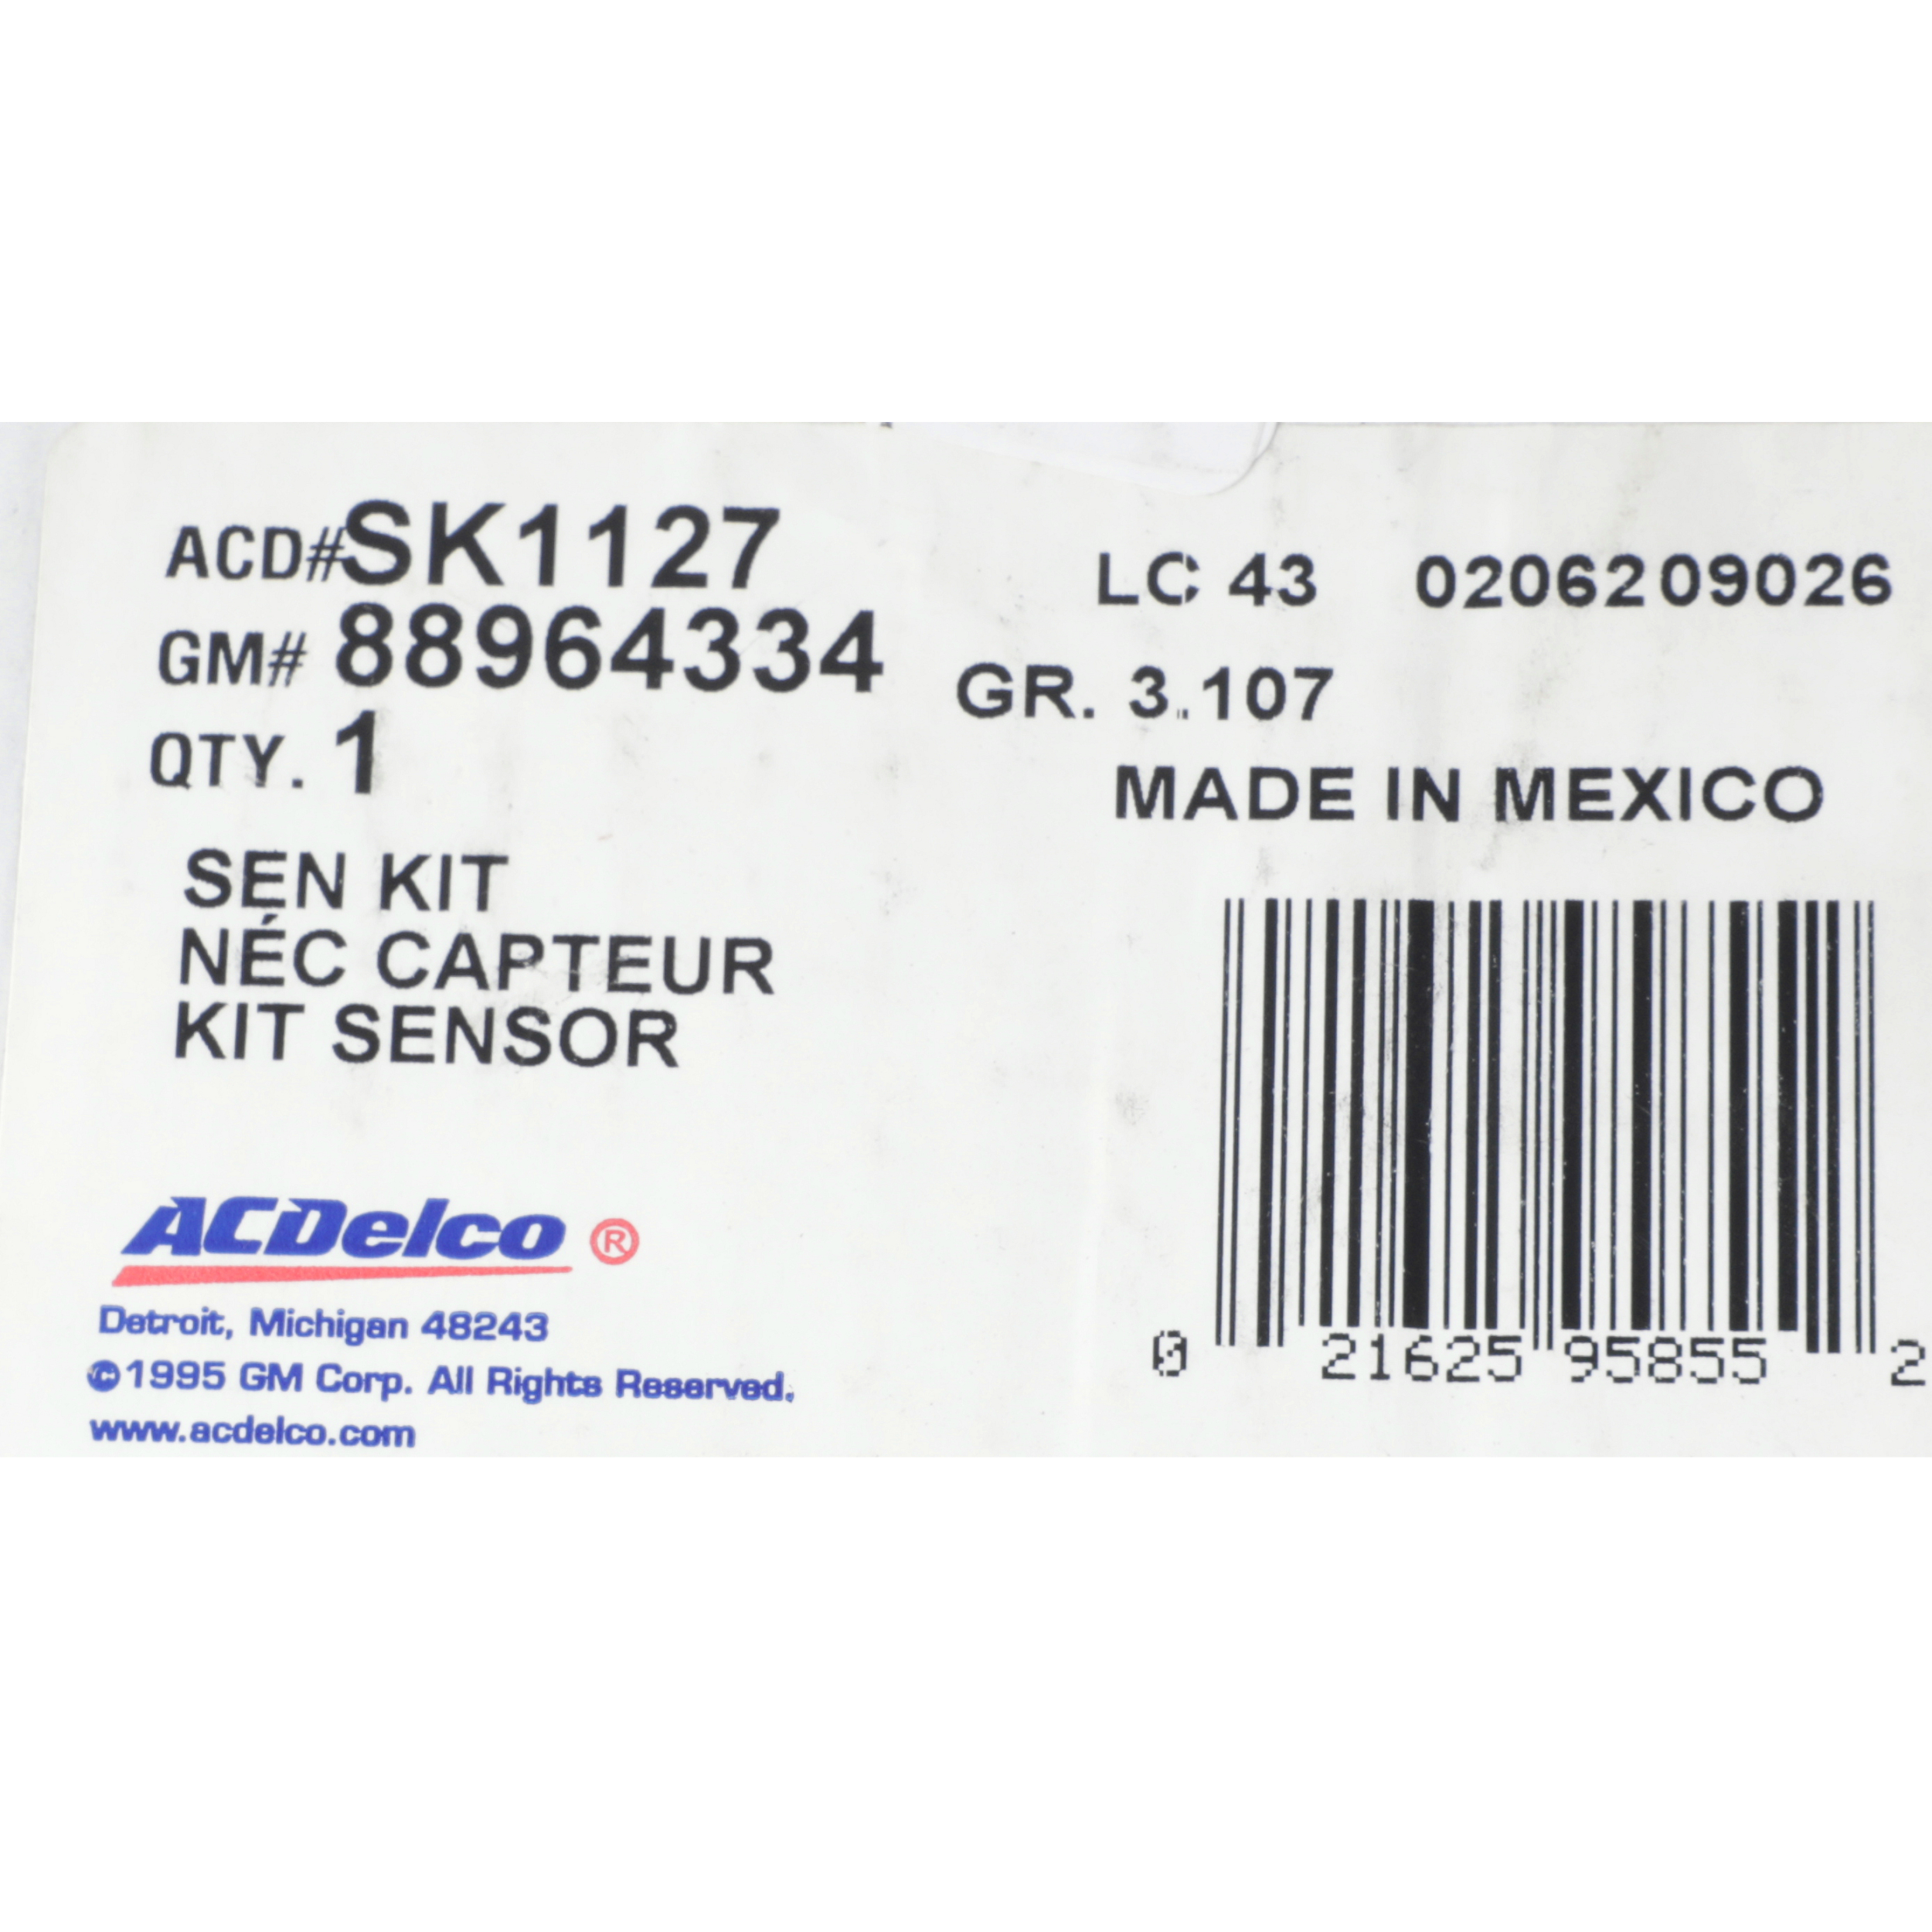 ACD#SK1127
GM# 88964334
QTY. 1
SEN KIT
NÉC CAPTEUR
KIT SENSOR
LC 43 0206209026
GR. 3.107
MADE IN MEXICO
0 21625 95855 2
ACDelco ®
Detroit, Michigan 48243
©1995 GM Corp. All Rights Reserved.
www.acdelco.com